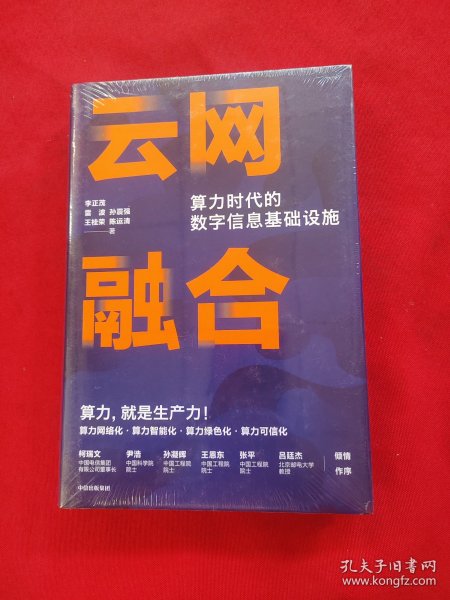 云网
李正茂
雷 波 孙震强
王桂荣 陈运清
著
算力时代的
数字信息基础设施
融合
算力，就是生产力！
算力网络化·算力智能化·算力绿色化·算力可信化
柯瑞文
中国电信集团
有限公司董事长
尹浩
中国科学院
院士
孙凝晖
中国工程院
院士
王恩东
中国工程院
院士
张平
中国工程院
院士
吕廷杰
北京邮电大学
教授
倾情
作序
中信出版集团
孔夫子旧书网
www.kongfz.com